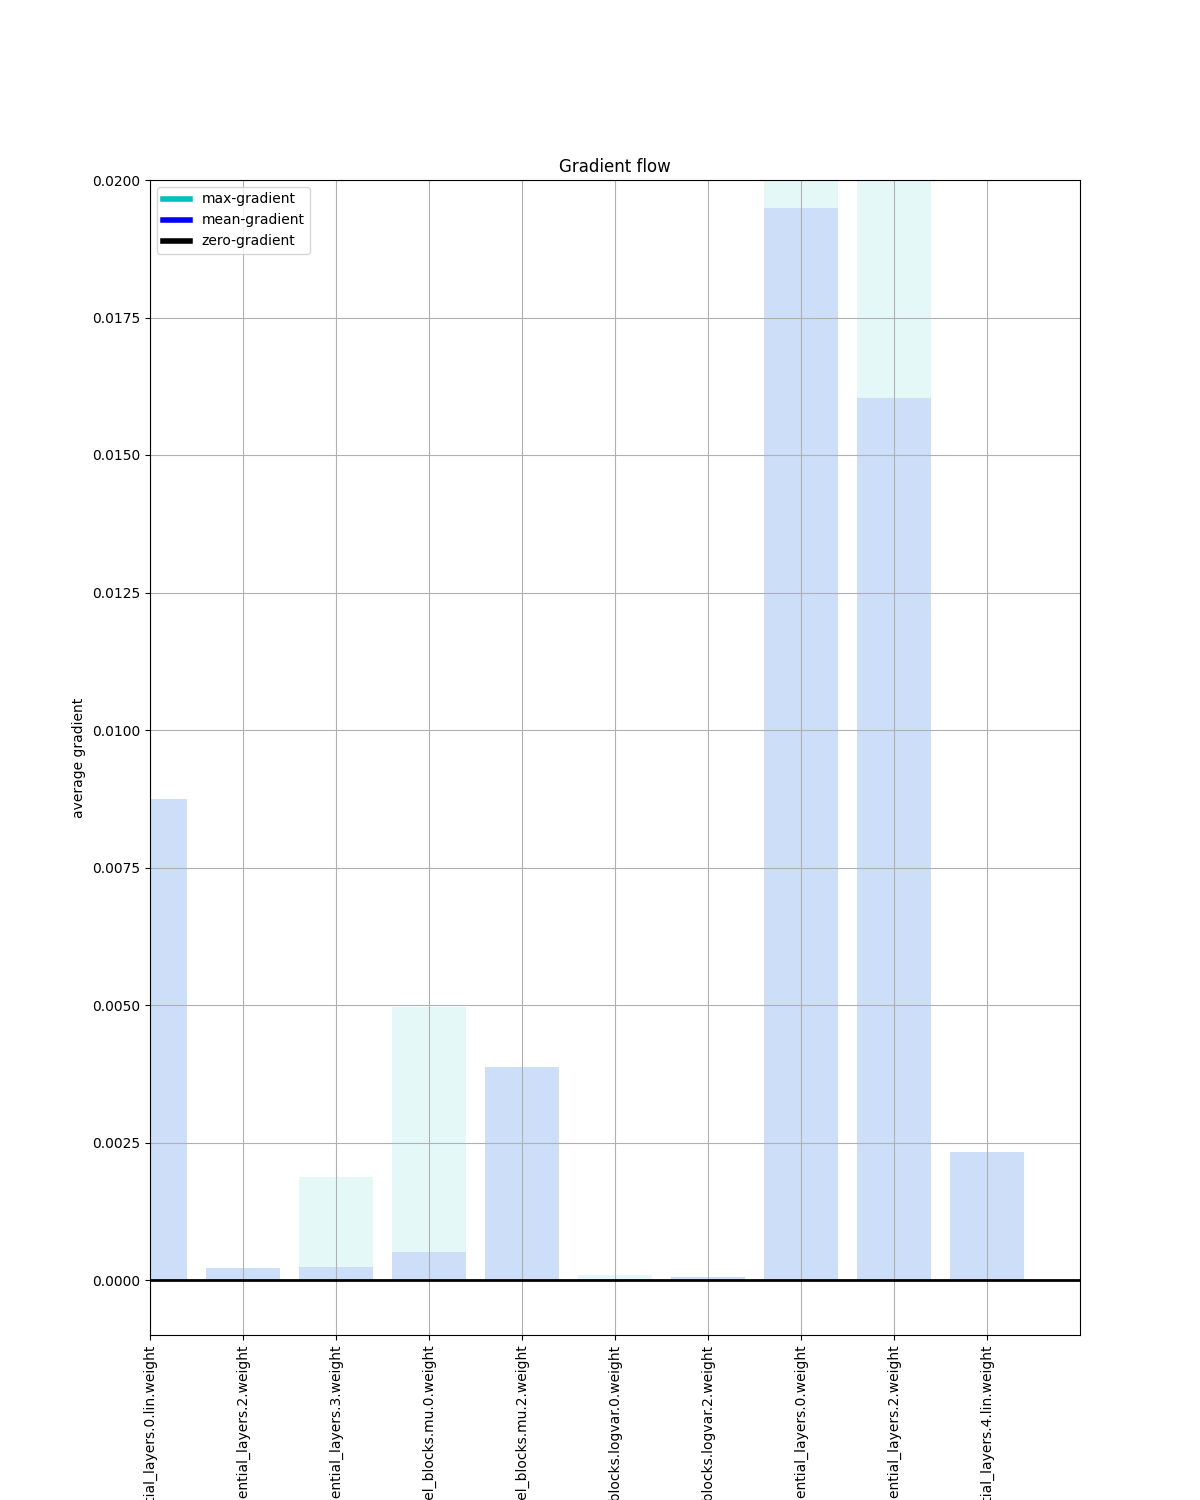 Gradient flow
max-gradient
mean-gradient
zero-gradient
0.0200
0.0175
0.0150
0.0125
0.0100
0.0075
0.0050
0.0025
0.0000
average gradient
tial_layers.0.lin.weight
ential_layers.2.weight
ential_layers.3.weight
el_blocks.mu.0.weight
el_blocks.mu.2.weight
blocks.logvar.0.weight
blocks.logvar.2.weight
ential_layers.0.weight
ential_layers.2.weight
tial_layers.4.lin.weight